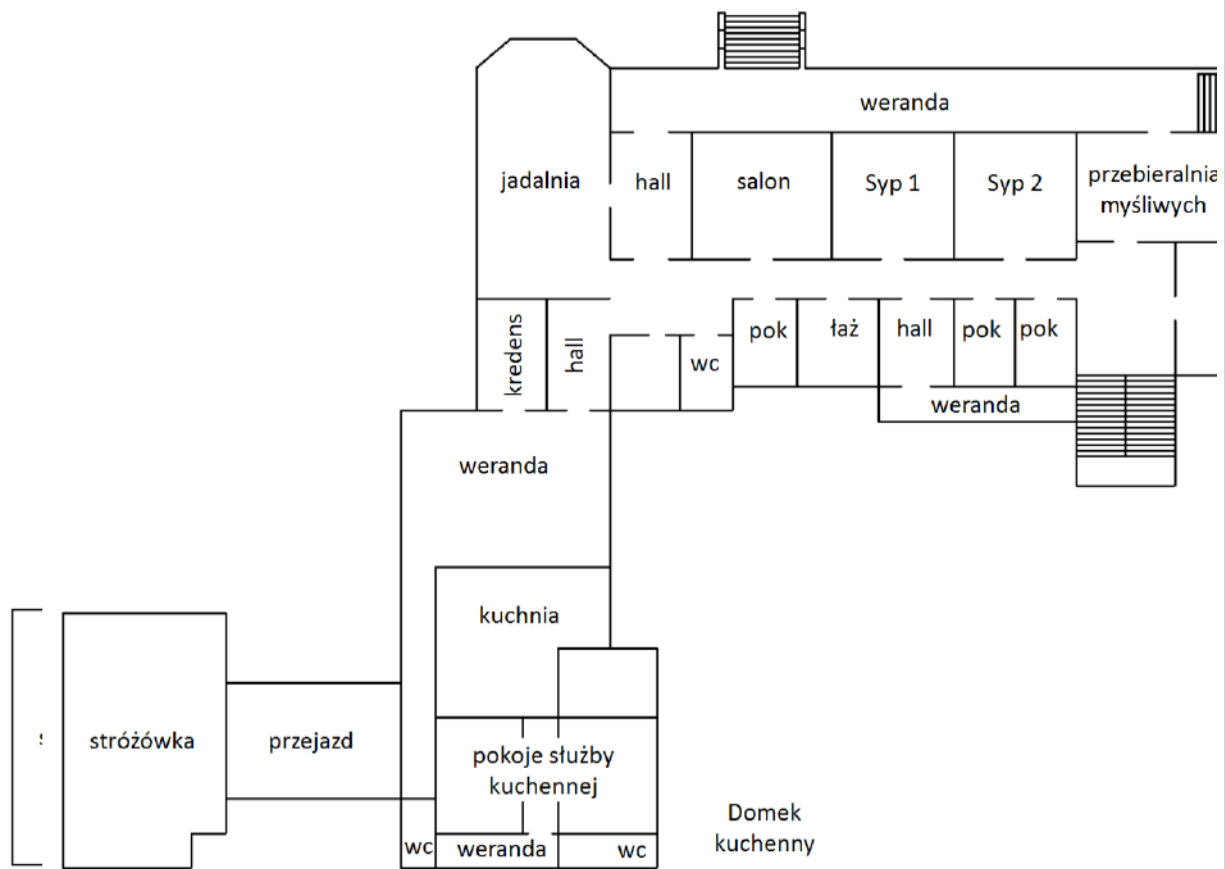 weranda
jadalnia
hall
salon
Syp 1
Syp 2
przebieralnia
myśliwych
kredens
hall
wc
pok
łaż
hall
pok
pok
weranda
weranda
kuchnia
stróżówka
przejazd
pokoje służby
kuchennej
Domek
kuchenny
wc
weranda
wc